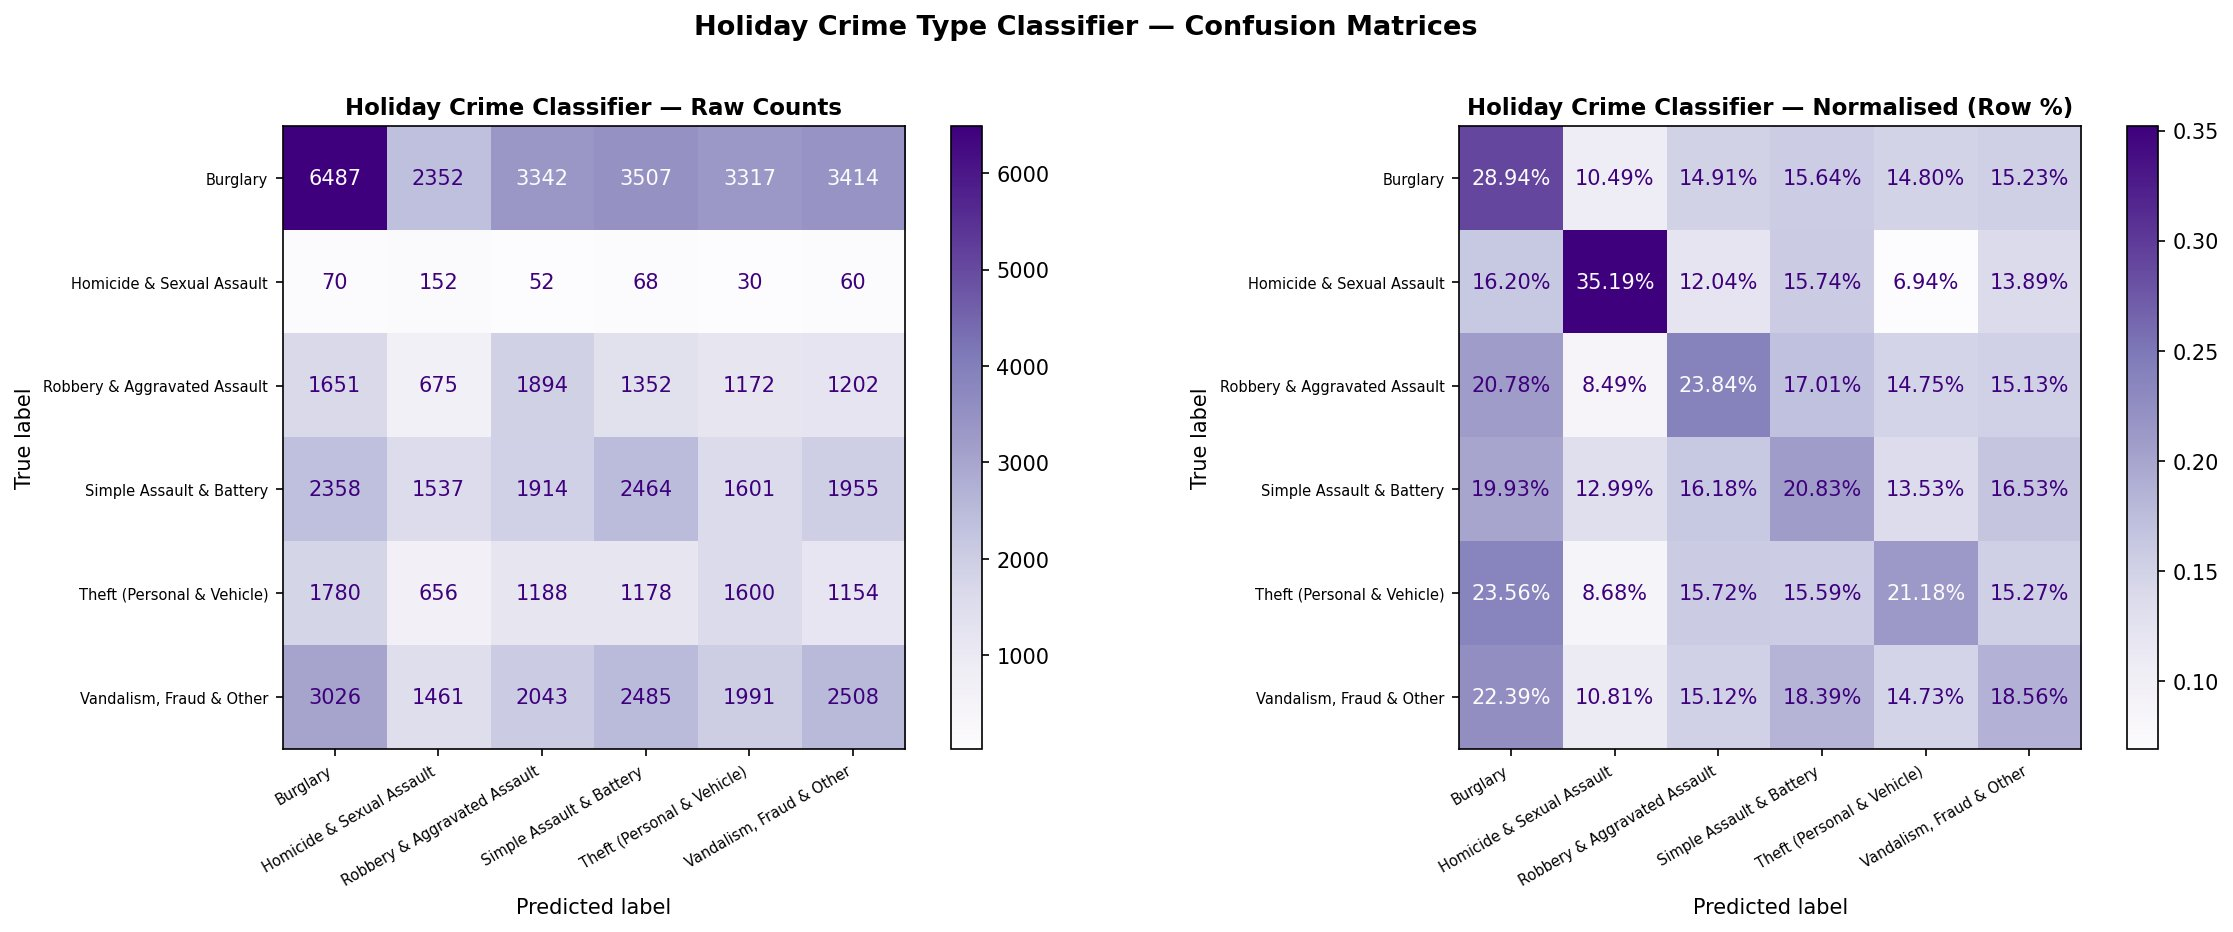 Holiday Crime Type Classifier — Confusion Matrices
Holiday Crime Classifier — Raw Counts
True label
Burglary 6487 2352 3342 3507 3317 3414
Homicide & Sexual Assault 70 152 52 68 30 60
Robbery & Aggravated Assault 1651 675 1894 1352 1172 1202
Simple Assault & Battery 2358 1537 1914 2464 1601 1955
Theft (Personal & Vehicle) 1780 656 1188 1178 1600 1154
Vandalism, Fraud & Other 3026 1461 2043 2485 1991 2508
Burglary
Homicide & Sexual Assault
Robbery & Aggravated Assault
Simple Assault & Battery
Theft (Personal & Vehicle)
Vandalism, Fraud & Other
Predicted label
6000
5000
4000
3000
2000
1000
Holiday Crime Classifier — Normalised (Row %)
True label
Burglary 28.94% 10.49% 14.91% 15.64% 14.80% 15.23%
Homicide & Sexual Assault 16.20% 35.19% 12.04% 15.74% 6.94% 13.89%
Robbery & Aggravated Assault 20.78% 8.49% 23.84% 17.01% 14.75% 15.13%
Simple Assault & Battery 19.93% 12.99% 16.18% 20.83% 13.53% 16.53%
Theft (Personal & Vehicle) 23.56% 8.68% 15.72% 15.59% 21.18% 15.27%
Vandalism, Fraud & Other 22.39% 10.81% 15.12% 18.39% 14.73% 18.56%
Burglary
Homicide & Sexual Assault
Robbery & Aggravated Assault
Simple Assault & Battery
Theft (Personal & Vehicle)
Vandalism, Fraud & Other
Predicted label
0.35
0.30
0.25
0.20
0.15
0.10